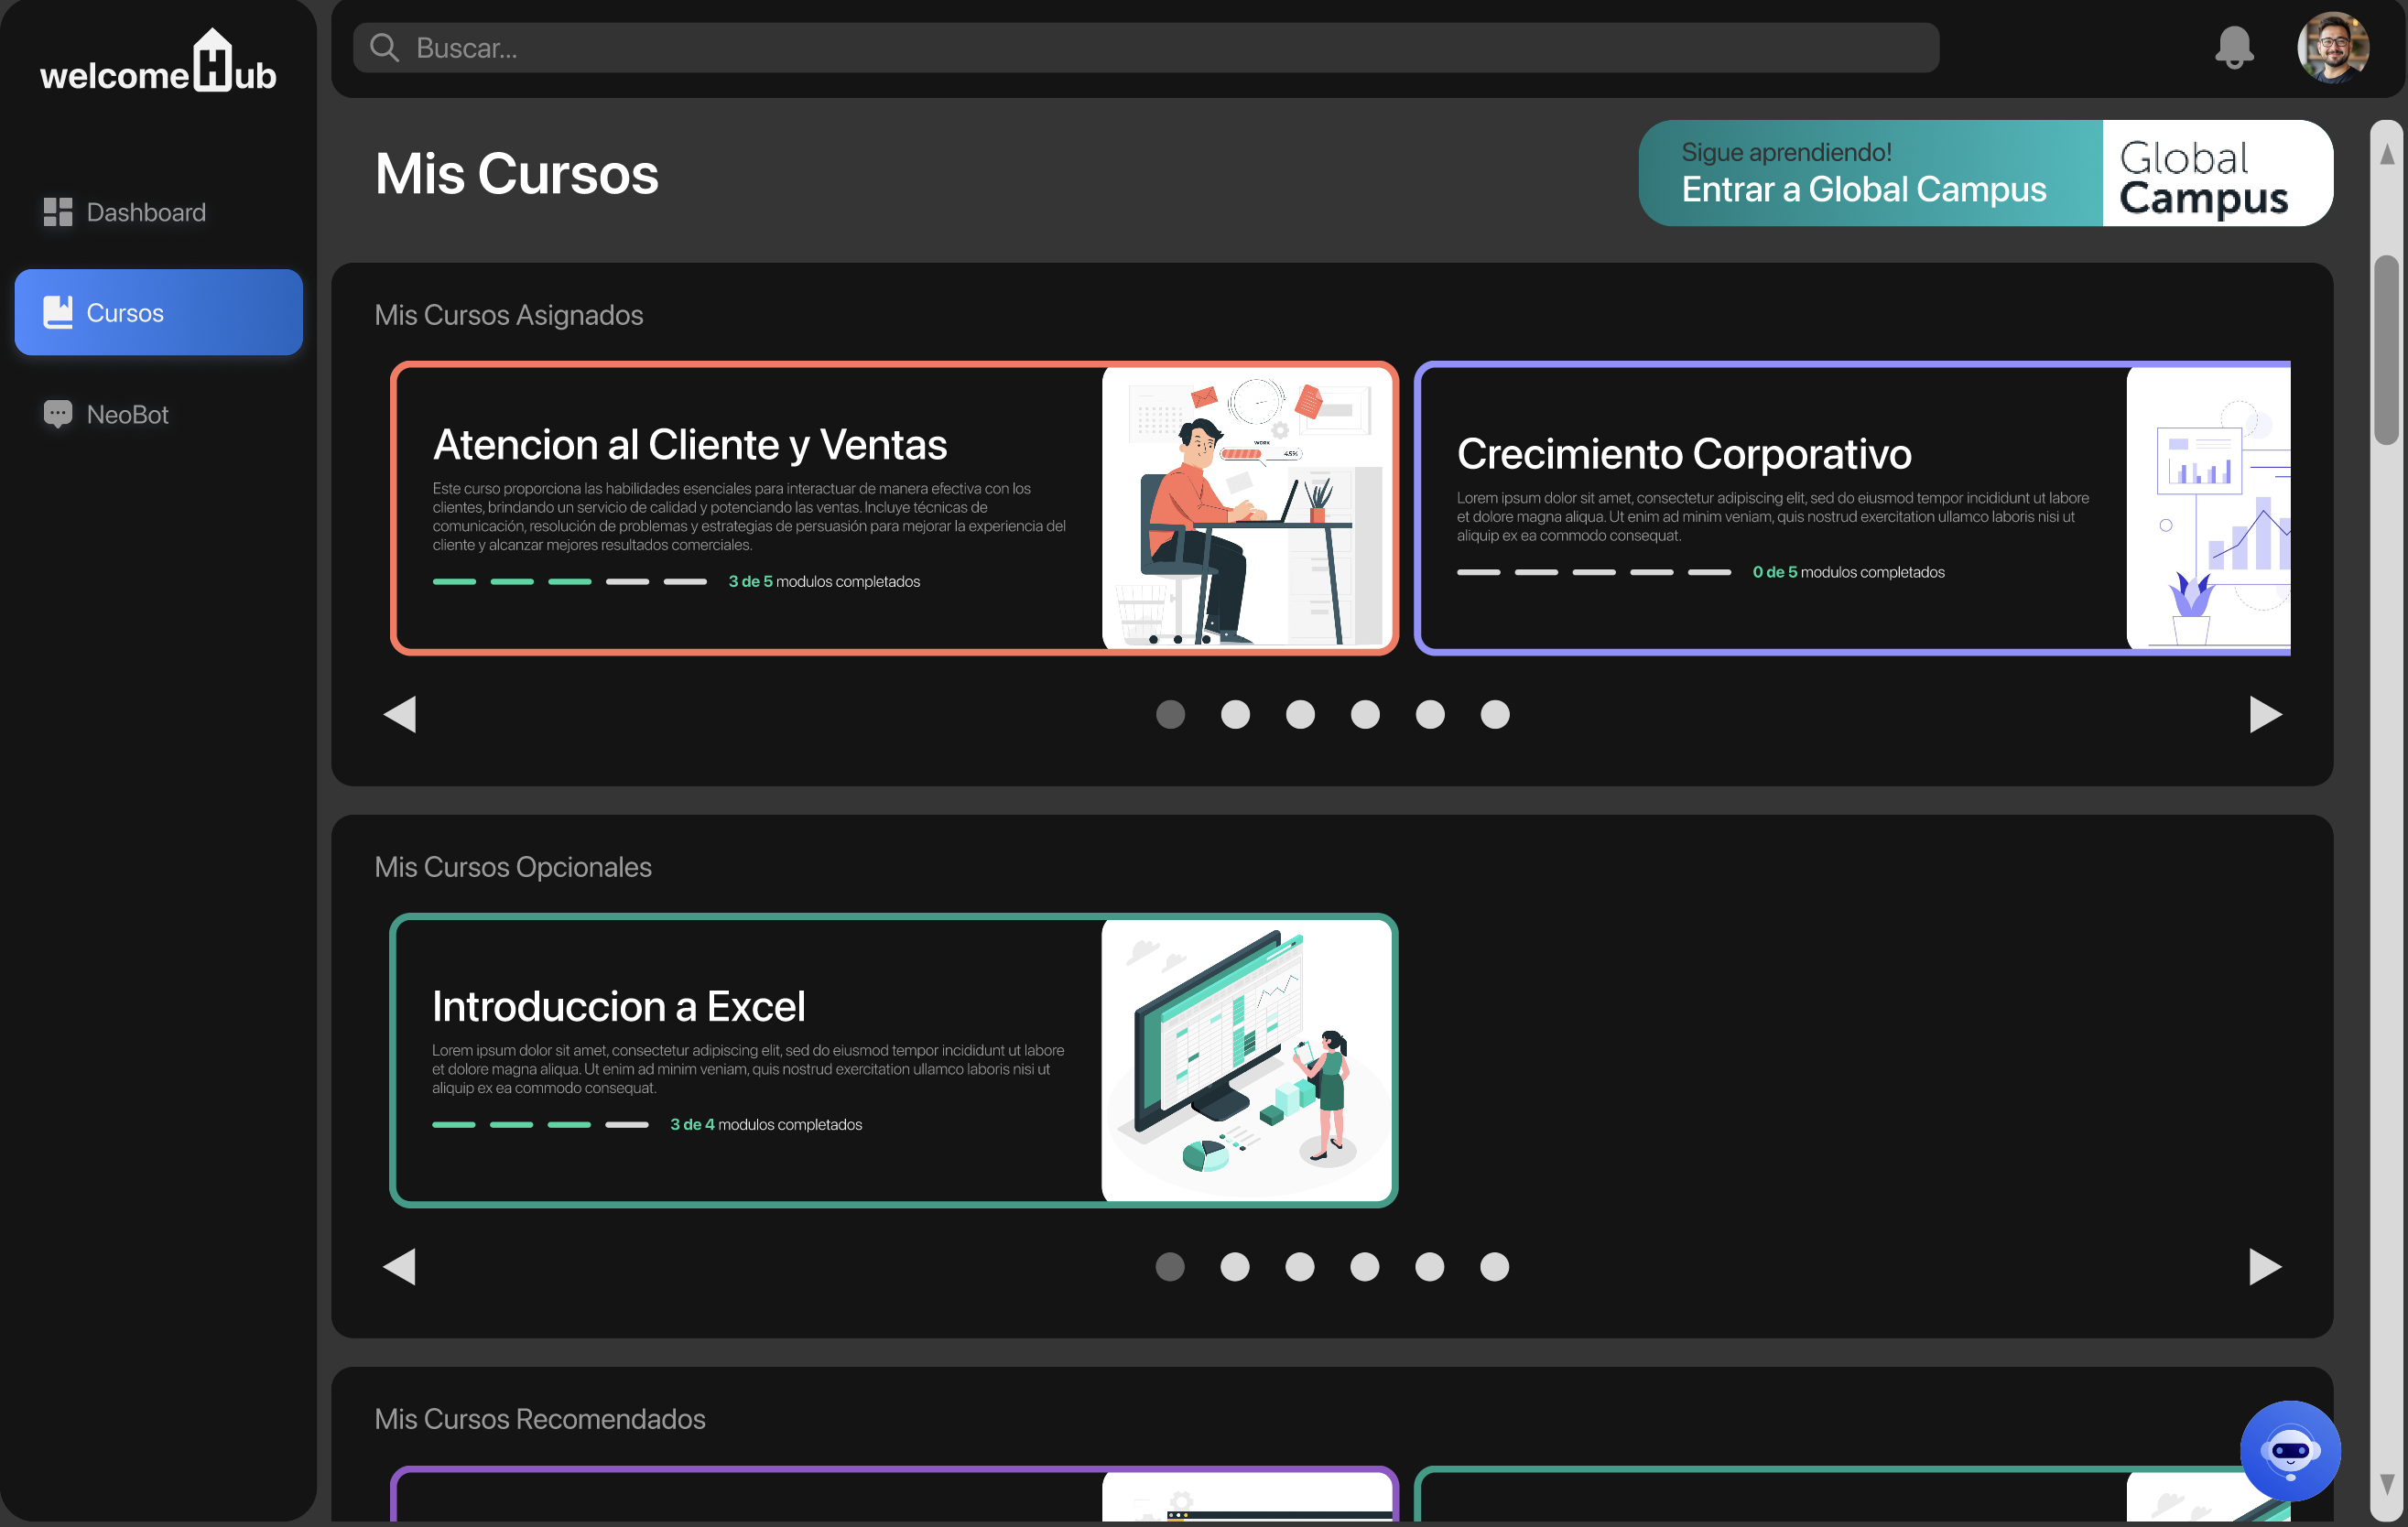 welcomeHub
Buscar...
Dashboard
Cursos
NeoBot
Mis Cursos
Sigue aprendiendo!
Entrar a Global Campus
Global
Campus
Mis Cursos Asignados
Atencion al Cliente y Ventas
Este curso proporciona las habilidades esenciales para interactuar de manera efectiva con los
clientes, brindando un servicio de calidad y potenciando las ventas. Incluye técnicas de
comunicación, resolución de problemas y estrategias de persuasión para mejorar la experiencia del
cliente y alcanzar mejores resultados comerciales.
3 de 5 modulos completados
WORK
45%
Crecimiento Corporativo
Lorem ipsum dolor sit amet, consectetur adipiscing elit, sed do eiusmod tempor incididunt ut labore
et dolore magna aliqua. Ut enim ad minim veniam, quis nostrud exercitation ullamco laboris nisi ut
aliquip ex ea commodo consequat.
0 de 5 modulos completados
Mis Cursos Opcionales
Introduccion a Excel
Lorem ipsum dolor sit amet, consectetur adipiscing elit, sed do eiusmod tempor incididunt ut labore
et dolore magna aliqua. Ut enim ad minim veniam, quis nostrud exercitation ullamco laboris nisi ut
aliquip ex ea commodo consequat.
3 de 4 modulos completados
Mis Cursos Recomendados